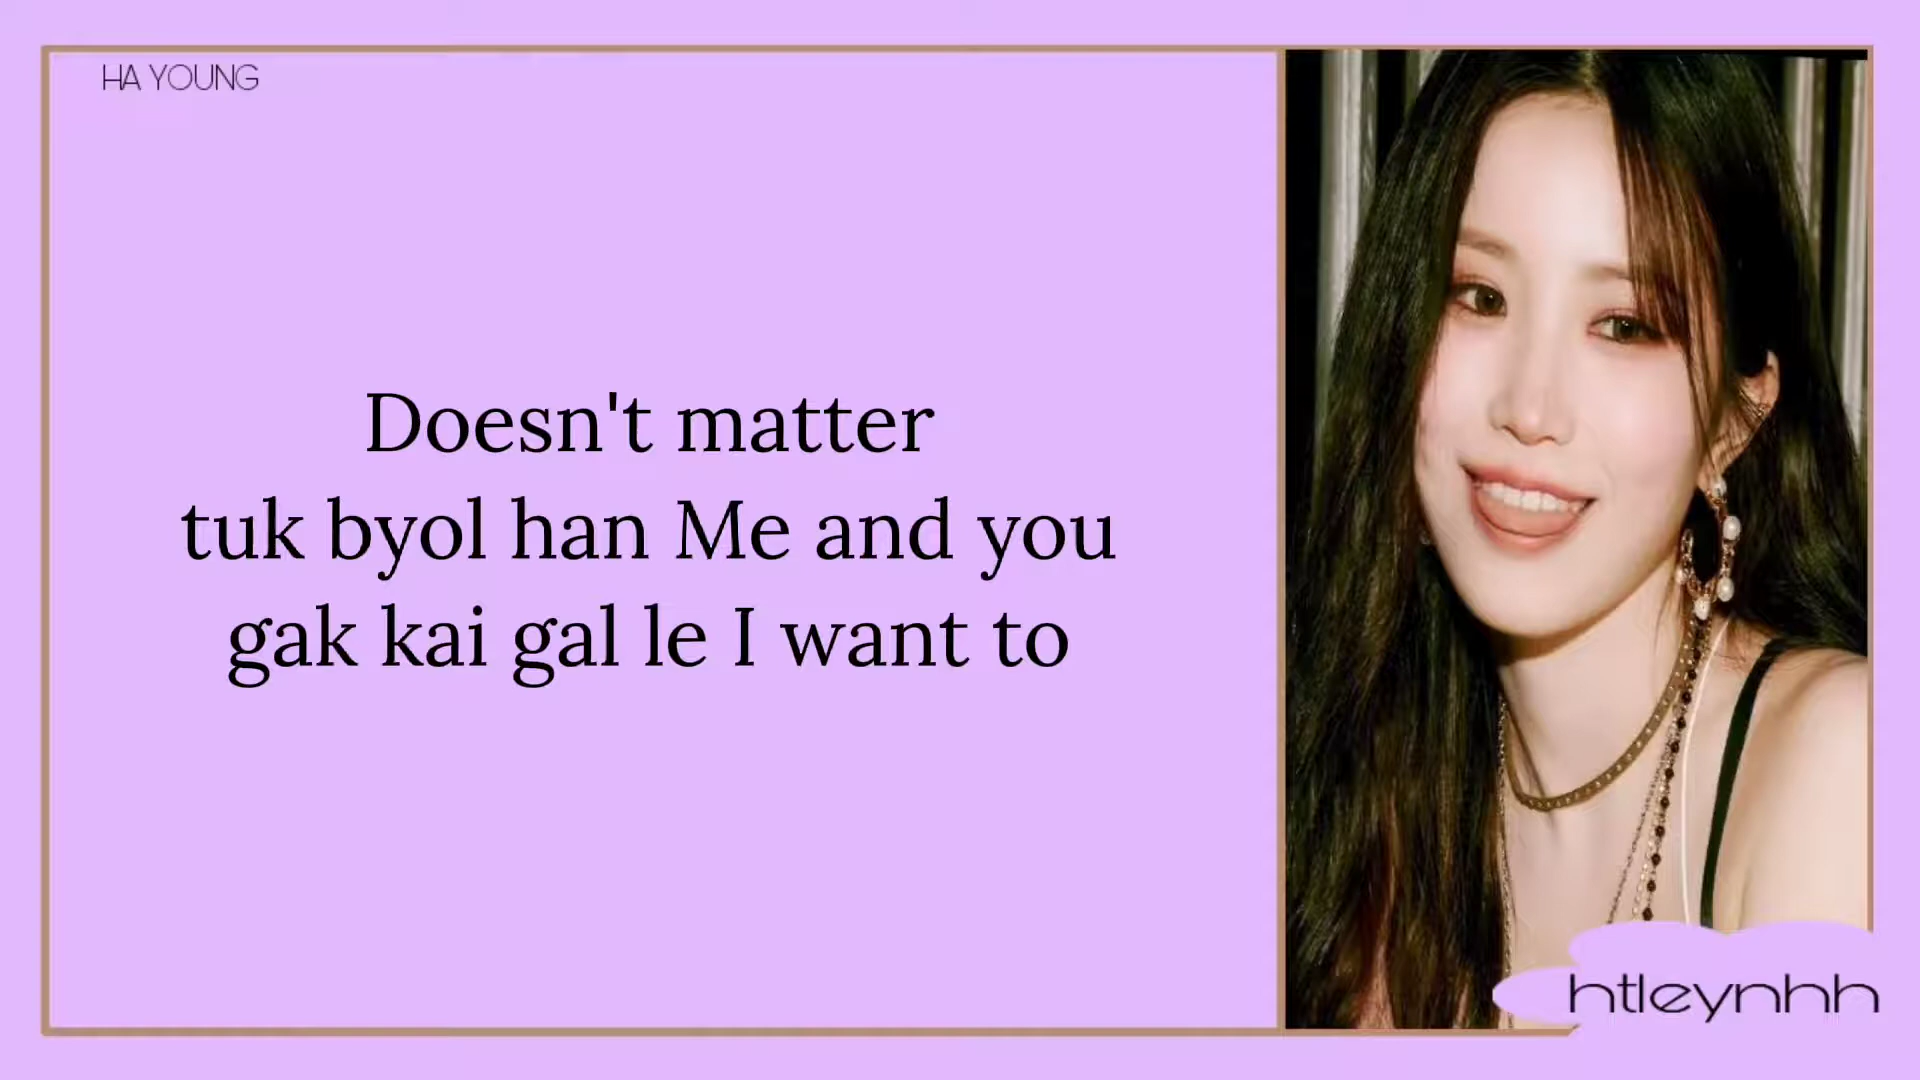 HA YOUNG
Doesn't matter
tuk byol han Me and you
gak kai gal le I want to
htleynhh